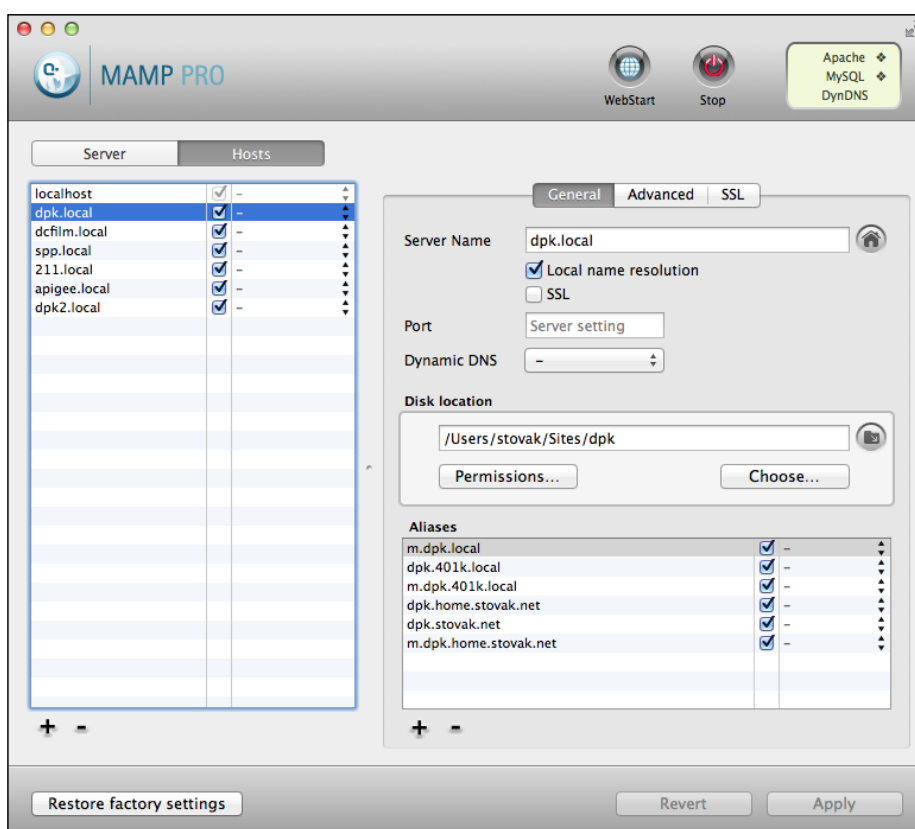 MAMP PRO
WebStart
Stop
Apache
MySQL
DynDNS
Server
Hosts
localhost -
dpk.local -
dcfilm.local -
spp.local -
211.local -
apigee.local -
dpk2.local -
General
Advanced
SSL
Server Name
dpk.local
Local name resolution
SSL
Port
Server setting
Dynamic DNS
-
Disk location
/Users/stovak/Sites/dpk
Permissions...
Choose...
Aliases
m.dpk.local -
dpk.401k.local -
m.dpk.401k.local -
dpk.home.stovak.net -
dpk.stovak.net -
m.dpk.home.stovak.net -
+ -
+ -
Restore factory settings
Revert
Apply